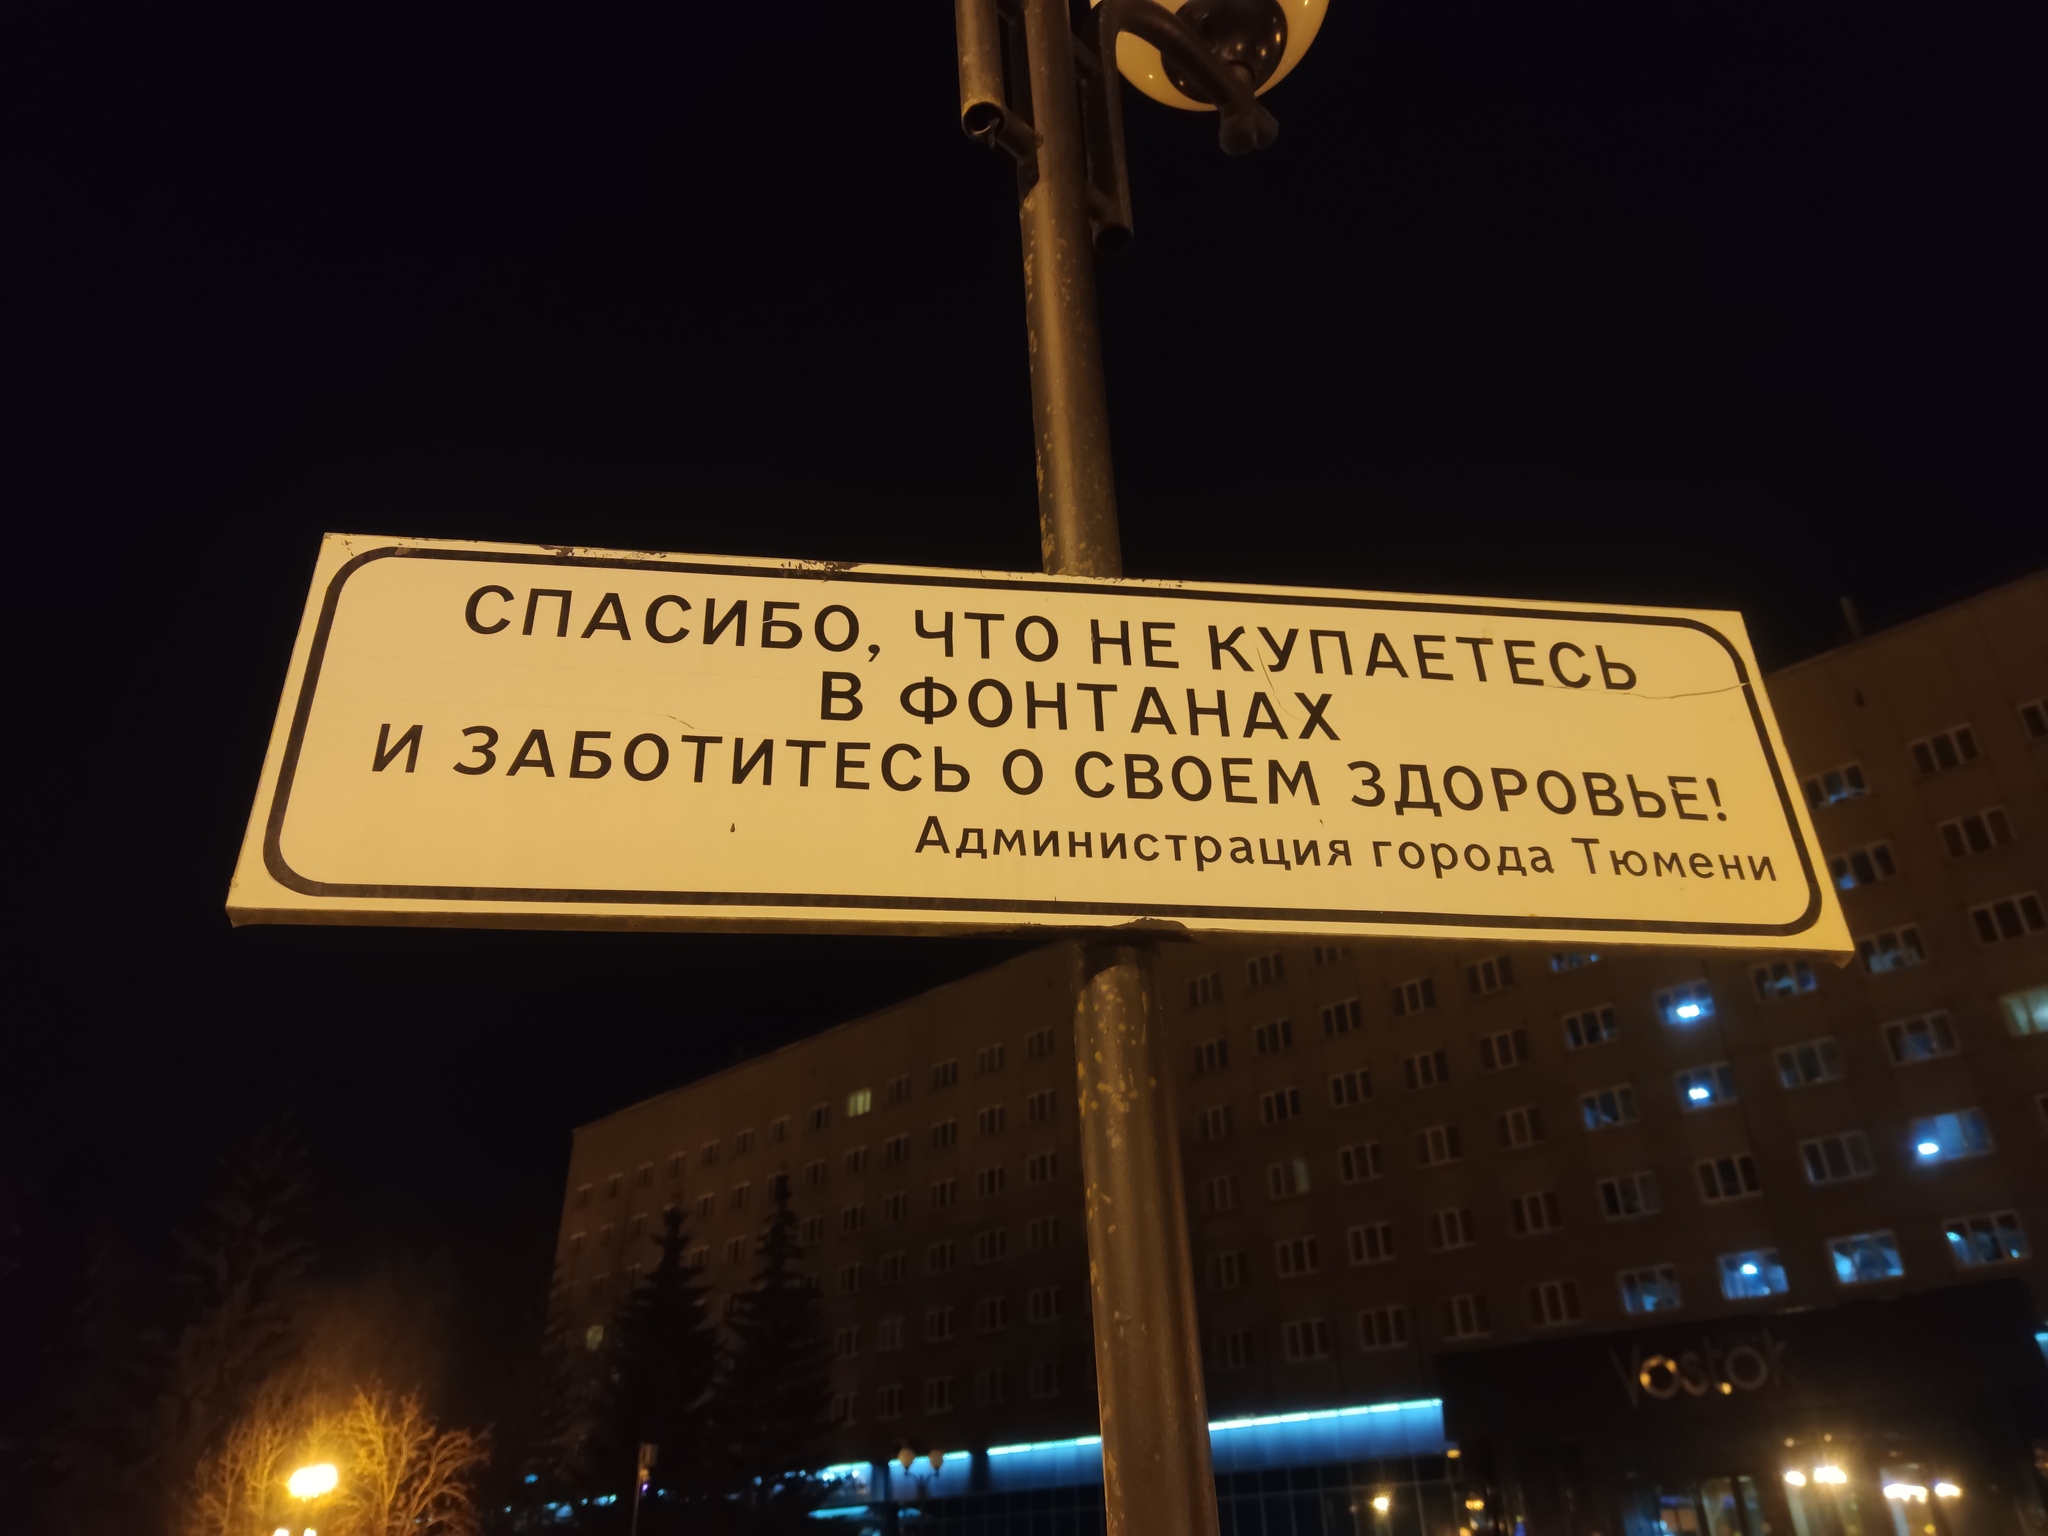 СПАСИБО, ЧТО НЕ КУПАЕТЕСЬ
В ФОНТАНАХ
И ЗАБОТИТЕСЬ О СВОЕМ ЗДОРОВЬЕ!
Администрация города Тюмени
Vostok